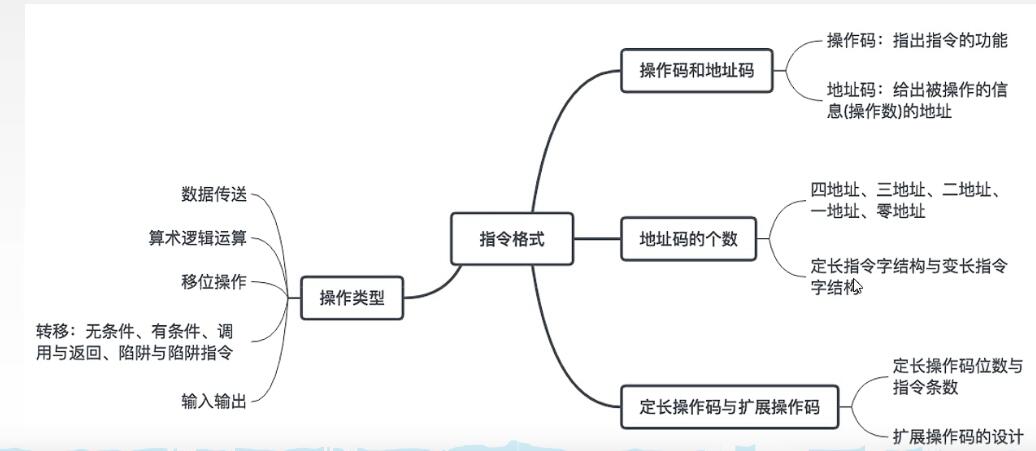 操作码和地址码
操作码：指出指令的功能
地址码：给出被操作的信
息(操作数)的地址
指令格式
地址码的个数
四地址、三地址、二地址、
一地址、零地址
定长指令字结构与变长指令
字结构
定长操作码与扩展操作码
定长操作码位数与
指令条数
扩展操作码的设计
操作类型
数据传送
算术逻辑运算
移位操作
转移：无条件、有条件、调
用与返回、陷阱与陷阱指令
输入输出